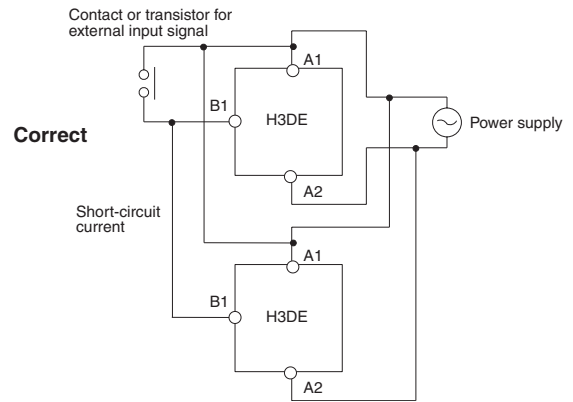 Contact or transistor for
external input signal
A1
B1
H3DE
Correct
Power supply
A2
Short-circuit
current
A1
B1
H3DE
A2